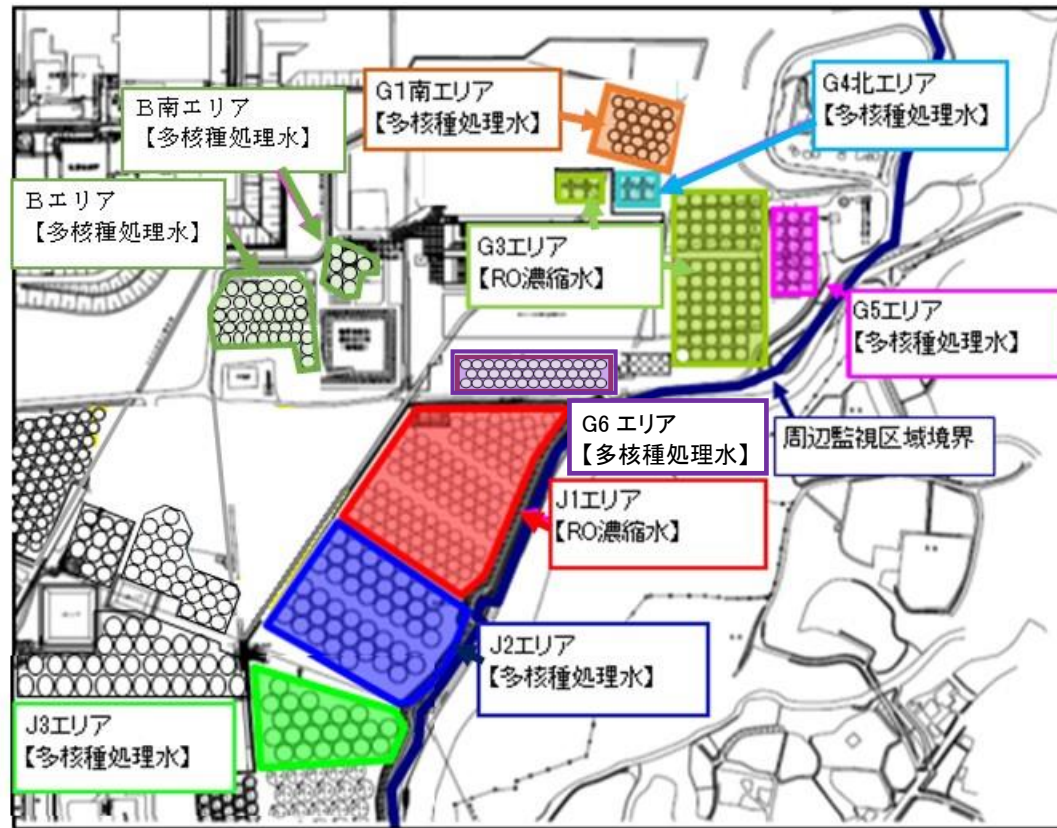 G1南エリア
【多核種処理水】
G4北エリア
【多核種処理水】
B南エリア
【多核種処理水】
Bエリア
【多核種処理水】
G3エリア
【RO濃縮水】
G5エリア
【多核種処理水】
G6 エリア
【多核種処理水】
周辺監視区域境界
J1エリア
【RO濃縮水】
J2エリア
【多核種処理水】
J3エリア
【多核種処理水】